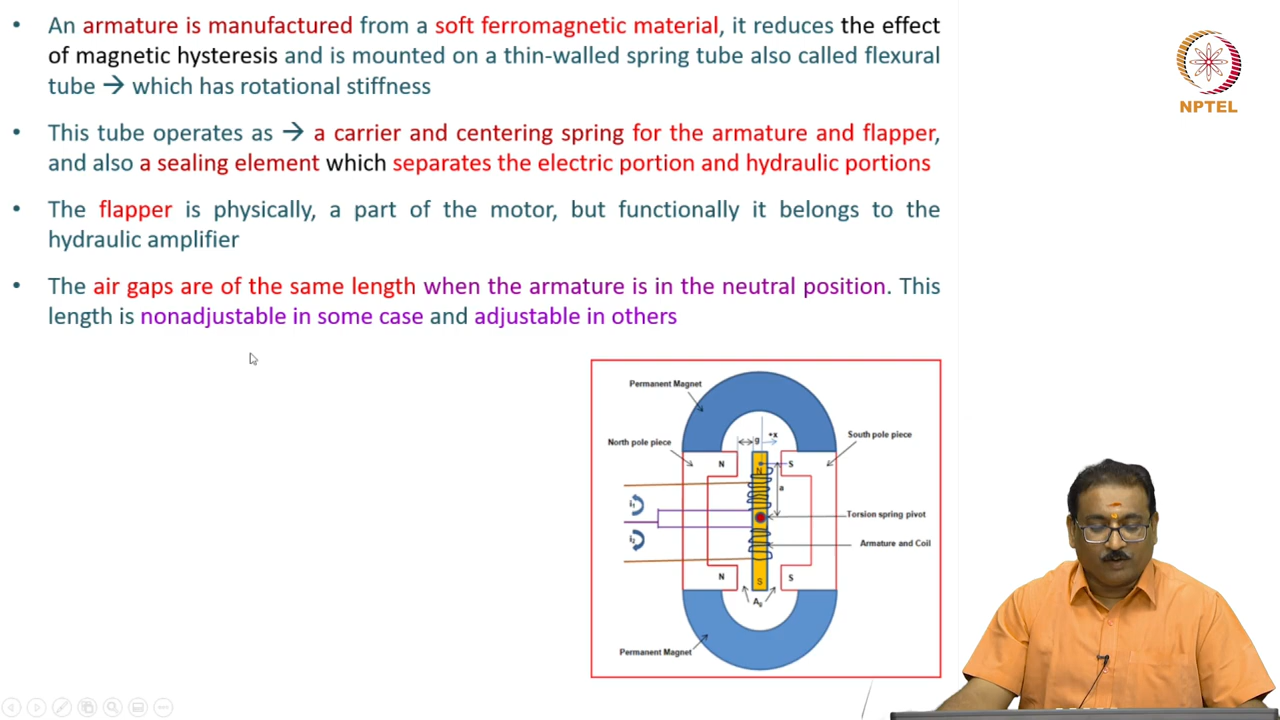 • An armature is manufactured from a soft ferromagnetic material, it reduces the effect
of magnetic hysteresis and is mounted on a thin-walled spring tube also called flexural
tube → which has rotational stiffness
• This tube operates as → a carrier and centering spring for the armature and flapper,
and also a sealing element which separates the electric portion and hydraulic portions
• The flapper is physically, a part of the motor, but functionally it belongs to the
hydraulic amplifier
• The air gaps are of the same length when the armature is in the neutral position. This
length is nonadjustable in some case and adjustable in others
NPTEL
Permanent Magnet
North pole piece
South pole piece
g
+x
N
N
S
a
i₁
Torsion spring pivot
i₂
Armature and Coil
N
S
S
Ag
Permanent Magnet